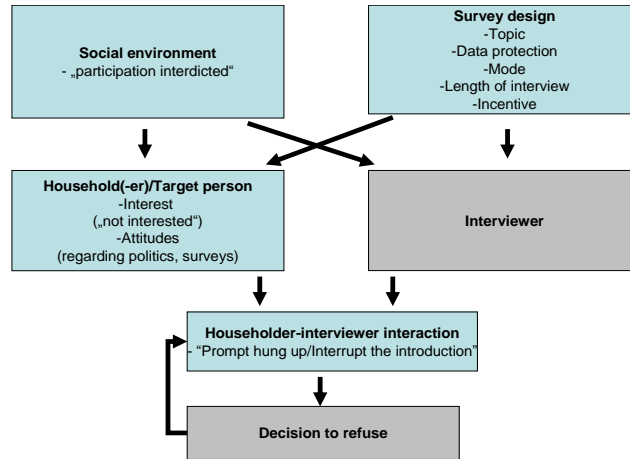 Social environment
- „participation interdicted“
Survey design
-Topic
-Data protection
-Mode
-Length of interview
-Incentive
Household(-er)/Target person
-Interest
(„not interested“)
-Attitudes
(regarding politics, surveys)
Interviewer
Householder-interviewer interaction
- “Prompt hung up/Interrupt the introduction”
Decision to refuse